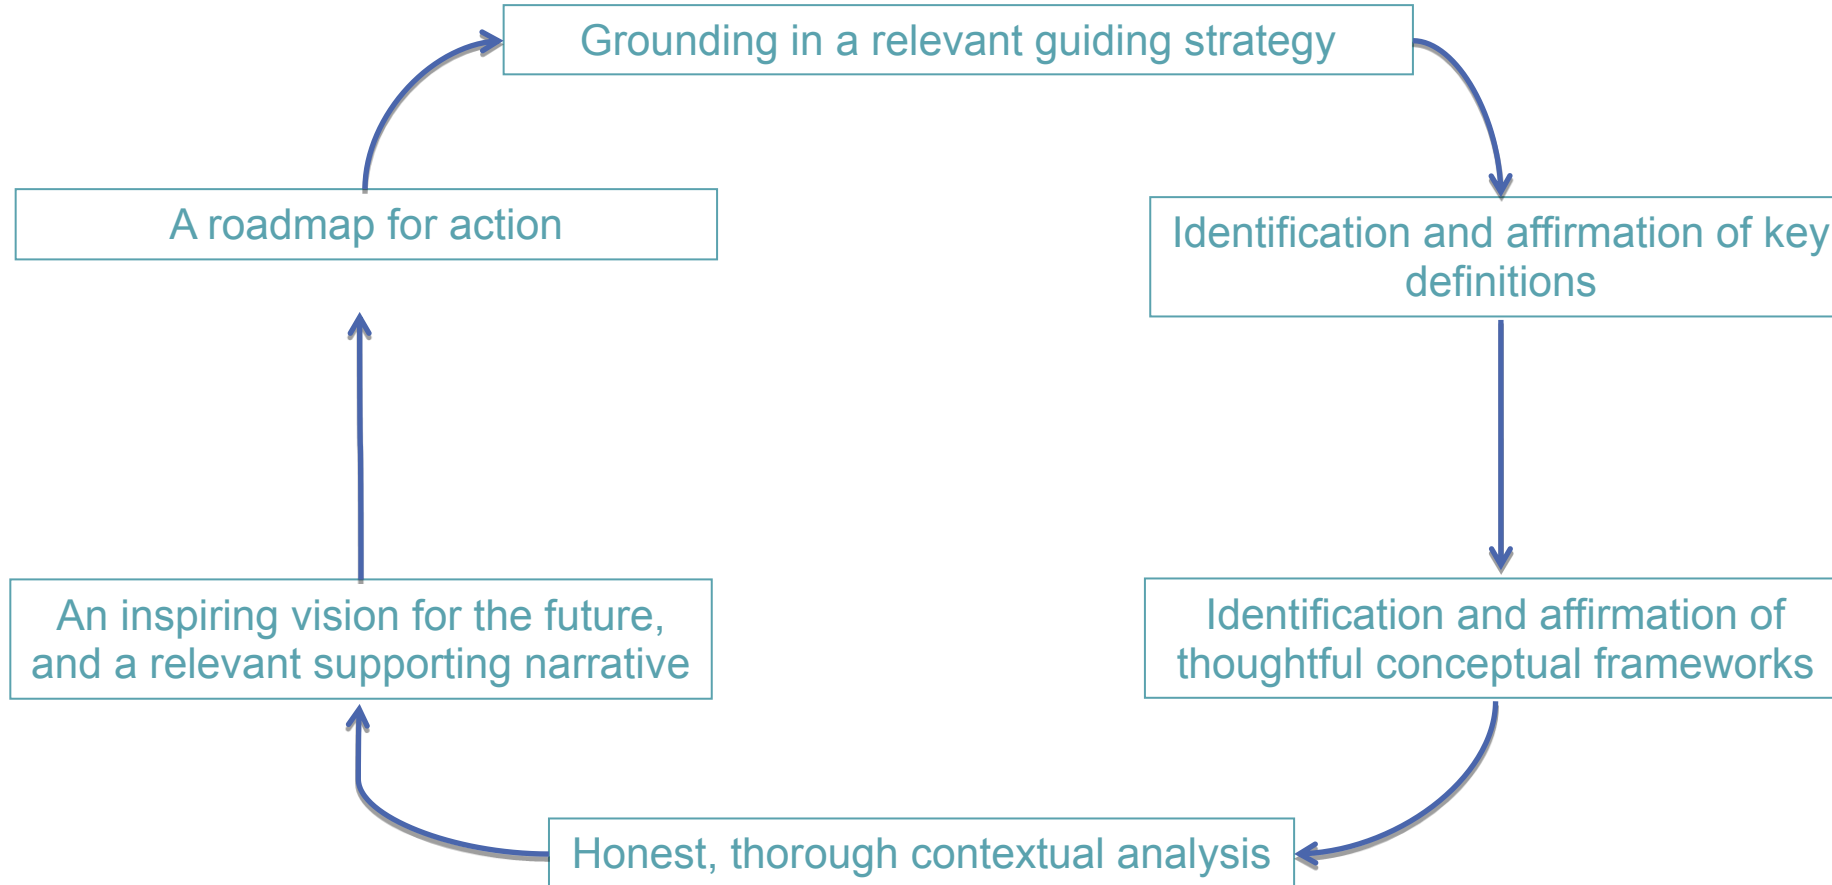 Grounding in a relevant guiding strategy
A roadmap for action
Identification and affirmation of key
definitions
An inspiring vision for the future,
and a relevant supporting narrative
Identification and affirmation of
thoughtful conceptual frameworks
Honest, thorough contextual analysis